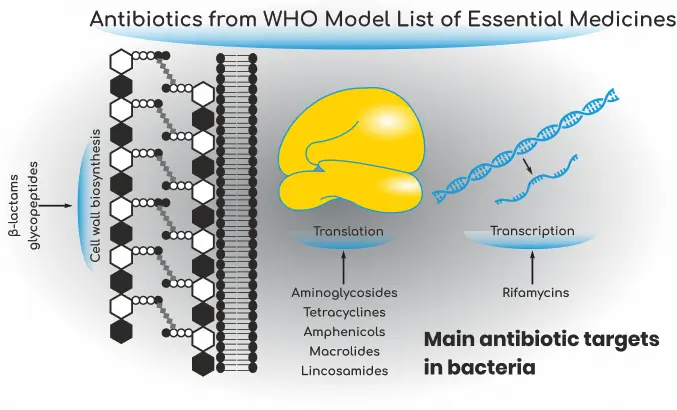 Antibiotics from WHO Model List of Essential Medicines
β-lactams
glycopeptides
Cell wall biosynthesis
Translation
Aminoglycosides
Tetracyclines
Amphenicols
Macrolides
Lincosamides
Transcription
Rifamycins
Main antibiotic targets
in bacteria